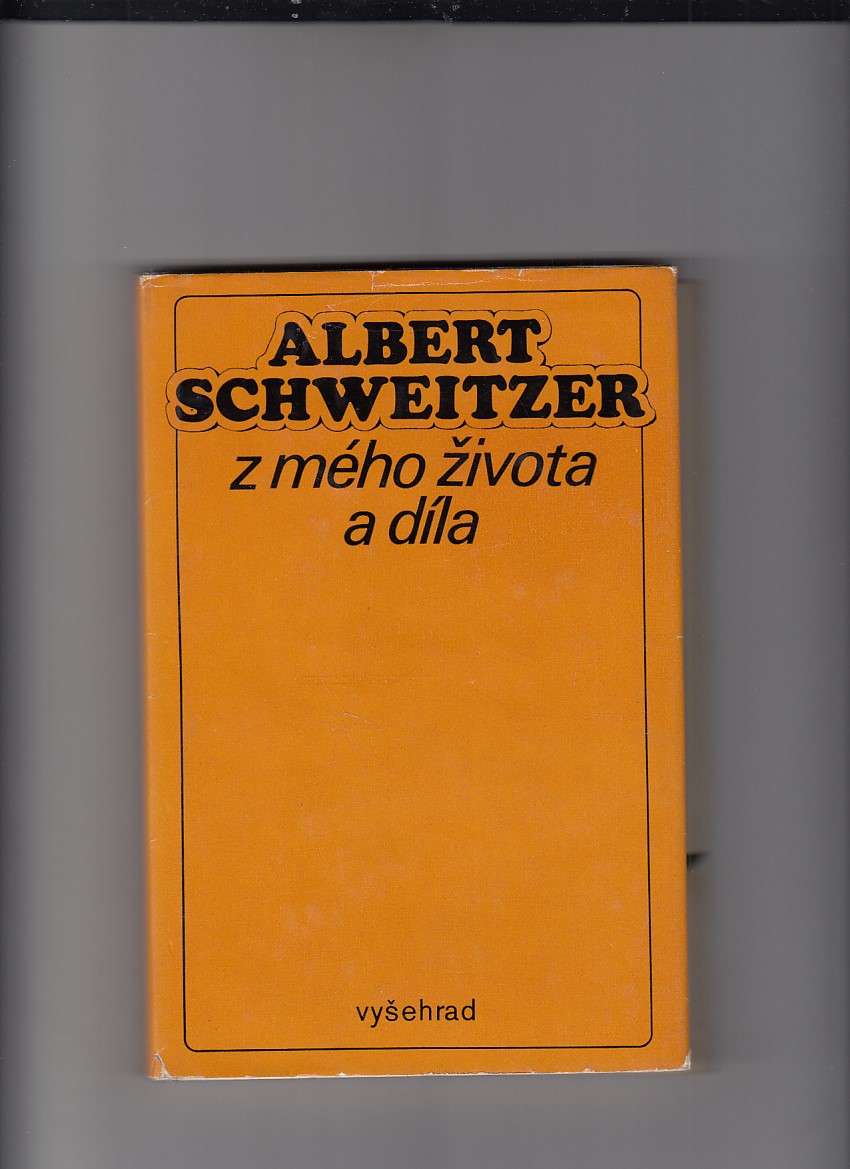 ALBERT
SCHWEITZER
z mého života
a díla
vyšehrad